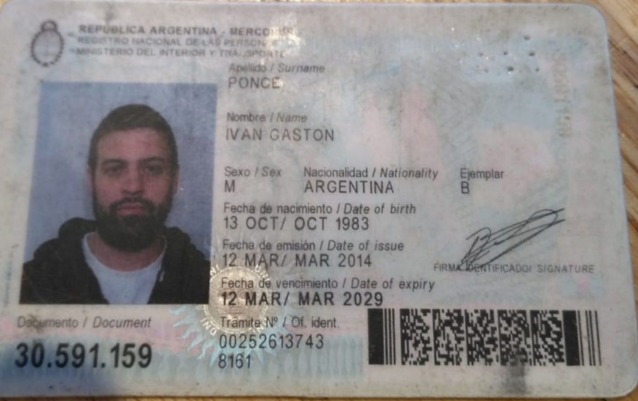 REPÚBLICA ARGENTINA - MERCOSUR
REGISTRO NACIONAL DE LAS PERSONAS
MINISTERIO DEL INTERIOR Y TRANSPORTE
Apellido / Surname
PONCE
Nombre / Name
IVAN GASTON
Sexo / Sex Nacionalidad / Nationality Ejemplar
M ARGENTINA B
Fecha de nacimiento / Date of birth
13 OCT/ OCT 1983
Fecha de emisión / Date of issue
12 MAR/ MAR 2014
FIRMA IDENTIFICADO/ SIGNATURE
Fecha de vencimiento / Date of expiry
12 MAR/ MAR 2029
Documento / Document Trámite Nº / Of. ident.
30.591.159 00252613743
8161